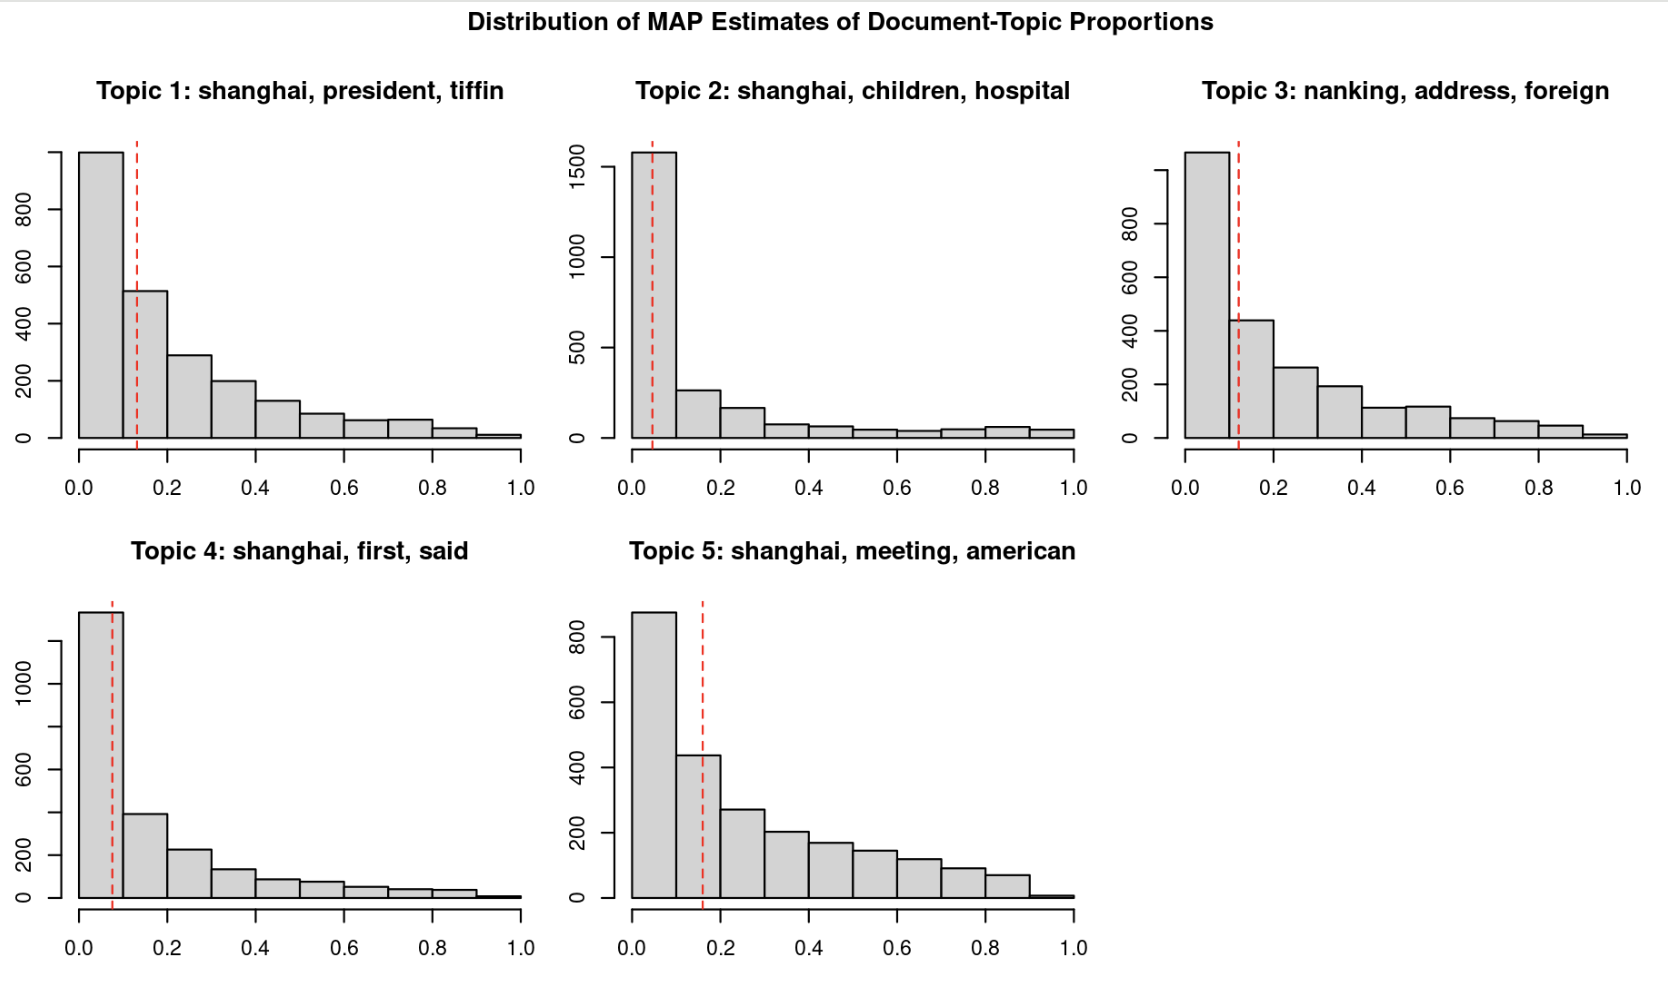 Distribution of MAP Estimates of Document-Topic Proportions
Topic 1: shanghai, president, tiffin
Topic 2: shanghai, children, hospital
Topic 3: nanking, address, foreign
800
600
400
200
0
0.0 0.2 0.4 0.6 0.8 1.0
1500
1000
500
0
0.0 0.2 0.4 0.6 0.8 1.0
800
600
400
200
0
0.0 0.2 0.4 0.6 0.8 1.0
Topic 4: shanghai, first, said
Topic 5: shanghai, meeting, american
1000
600
200
0
0.0 0.2 0.4 0.6 0.8 1.0
800
600
400
200
0
0.0 0.2 0.4 0.6 0.8 1.0